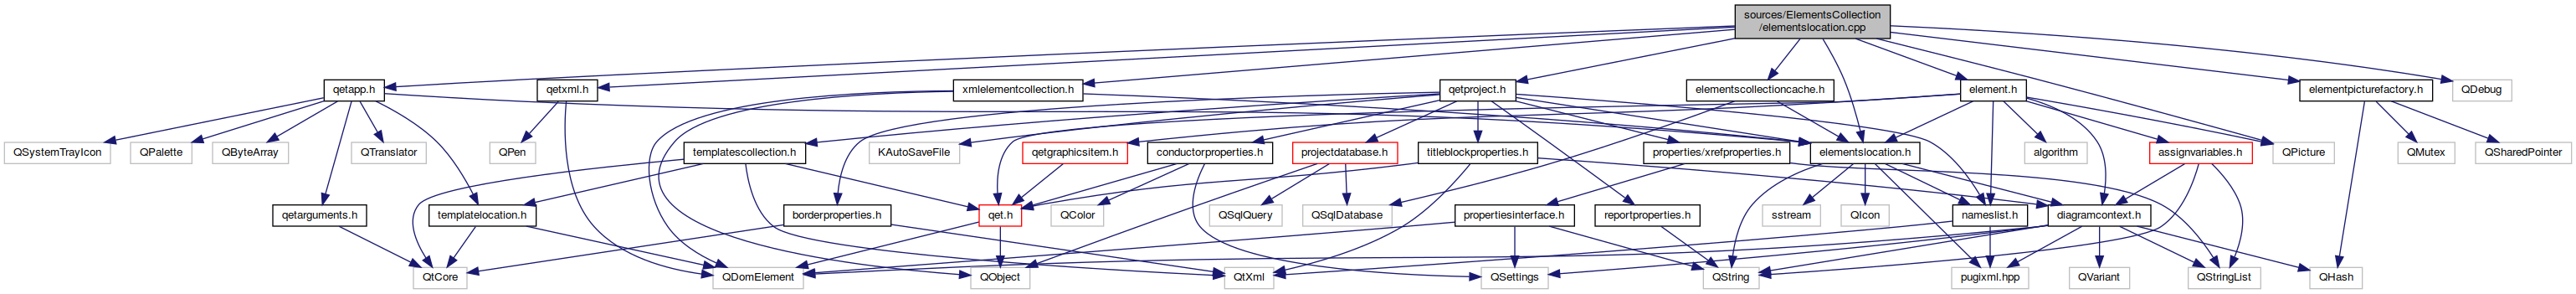 sources/ElementsCollection
/elementslocation.cpp
qetapp.h
qetxml.h
xmlelementcollection.h
qetproject.h
elementscollectioncache.h
element.h
elementpicturefactory.h
QDebug
QSystemTrayIcon
QPalette
QByteArray
QTranslator
QPen
templatescollection.h
KAutoSaveFile
qetgraphicsitem.h
conductorproperties.h
projectdatabase.h
titleblockproperties.h
properties/xrefproperties.h
elementslocation.h
algorithm
assignvariables.h
QPicture
QMutex
QSharedPointer
qetarguments.h
templatelocation.h
borderproperties.h
qet.h
QColor
QSqlQuery
QSqlDatabase
propertiesinterface.h
reportproperties.h
sstream
QIcon
nameslist.h
diagramcontext.h
QtCore
QDomElement
QObject
QtXml
QSettings
QString
pugixml.hpp
QVariant
QStringList
QHash